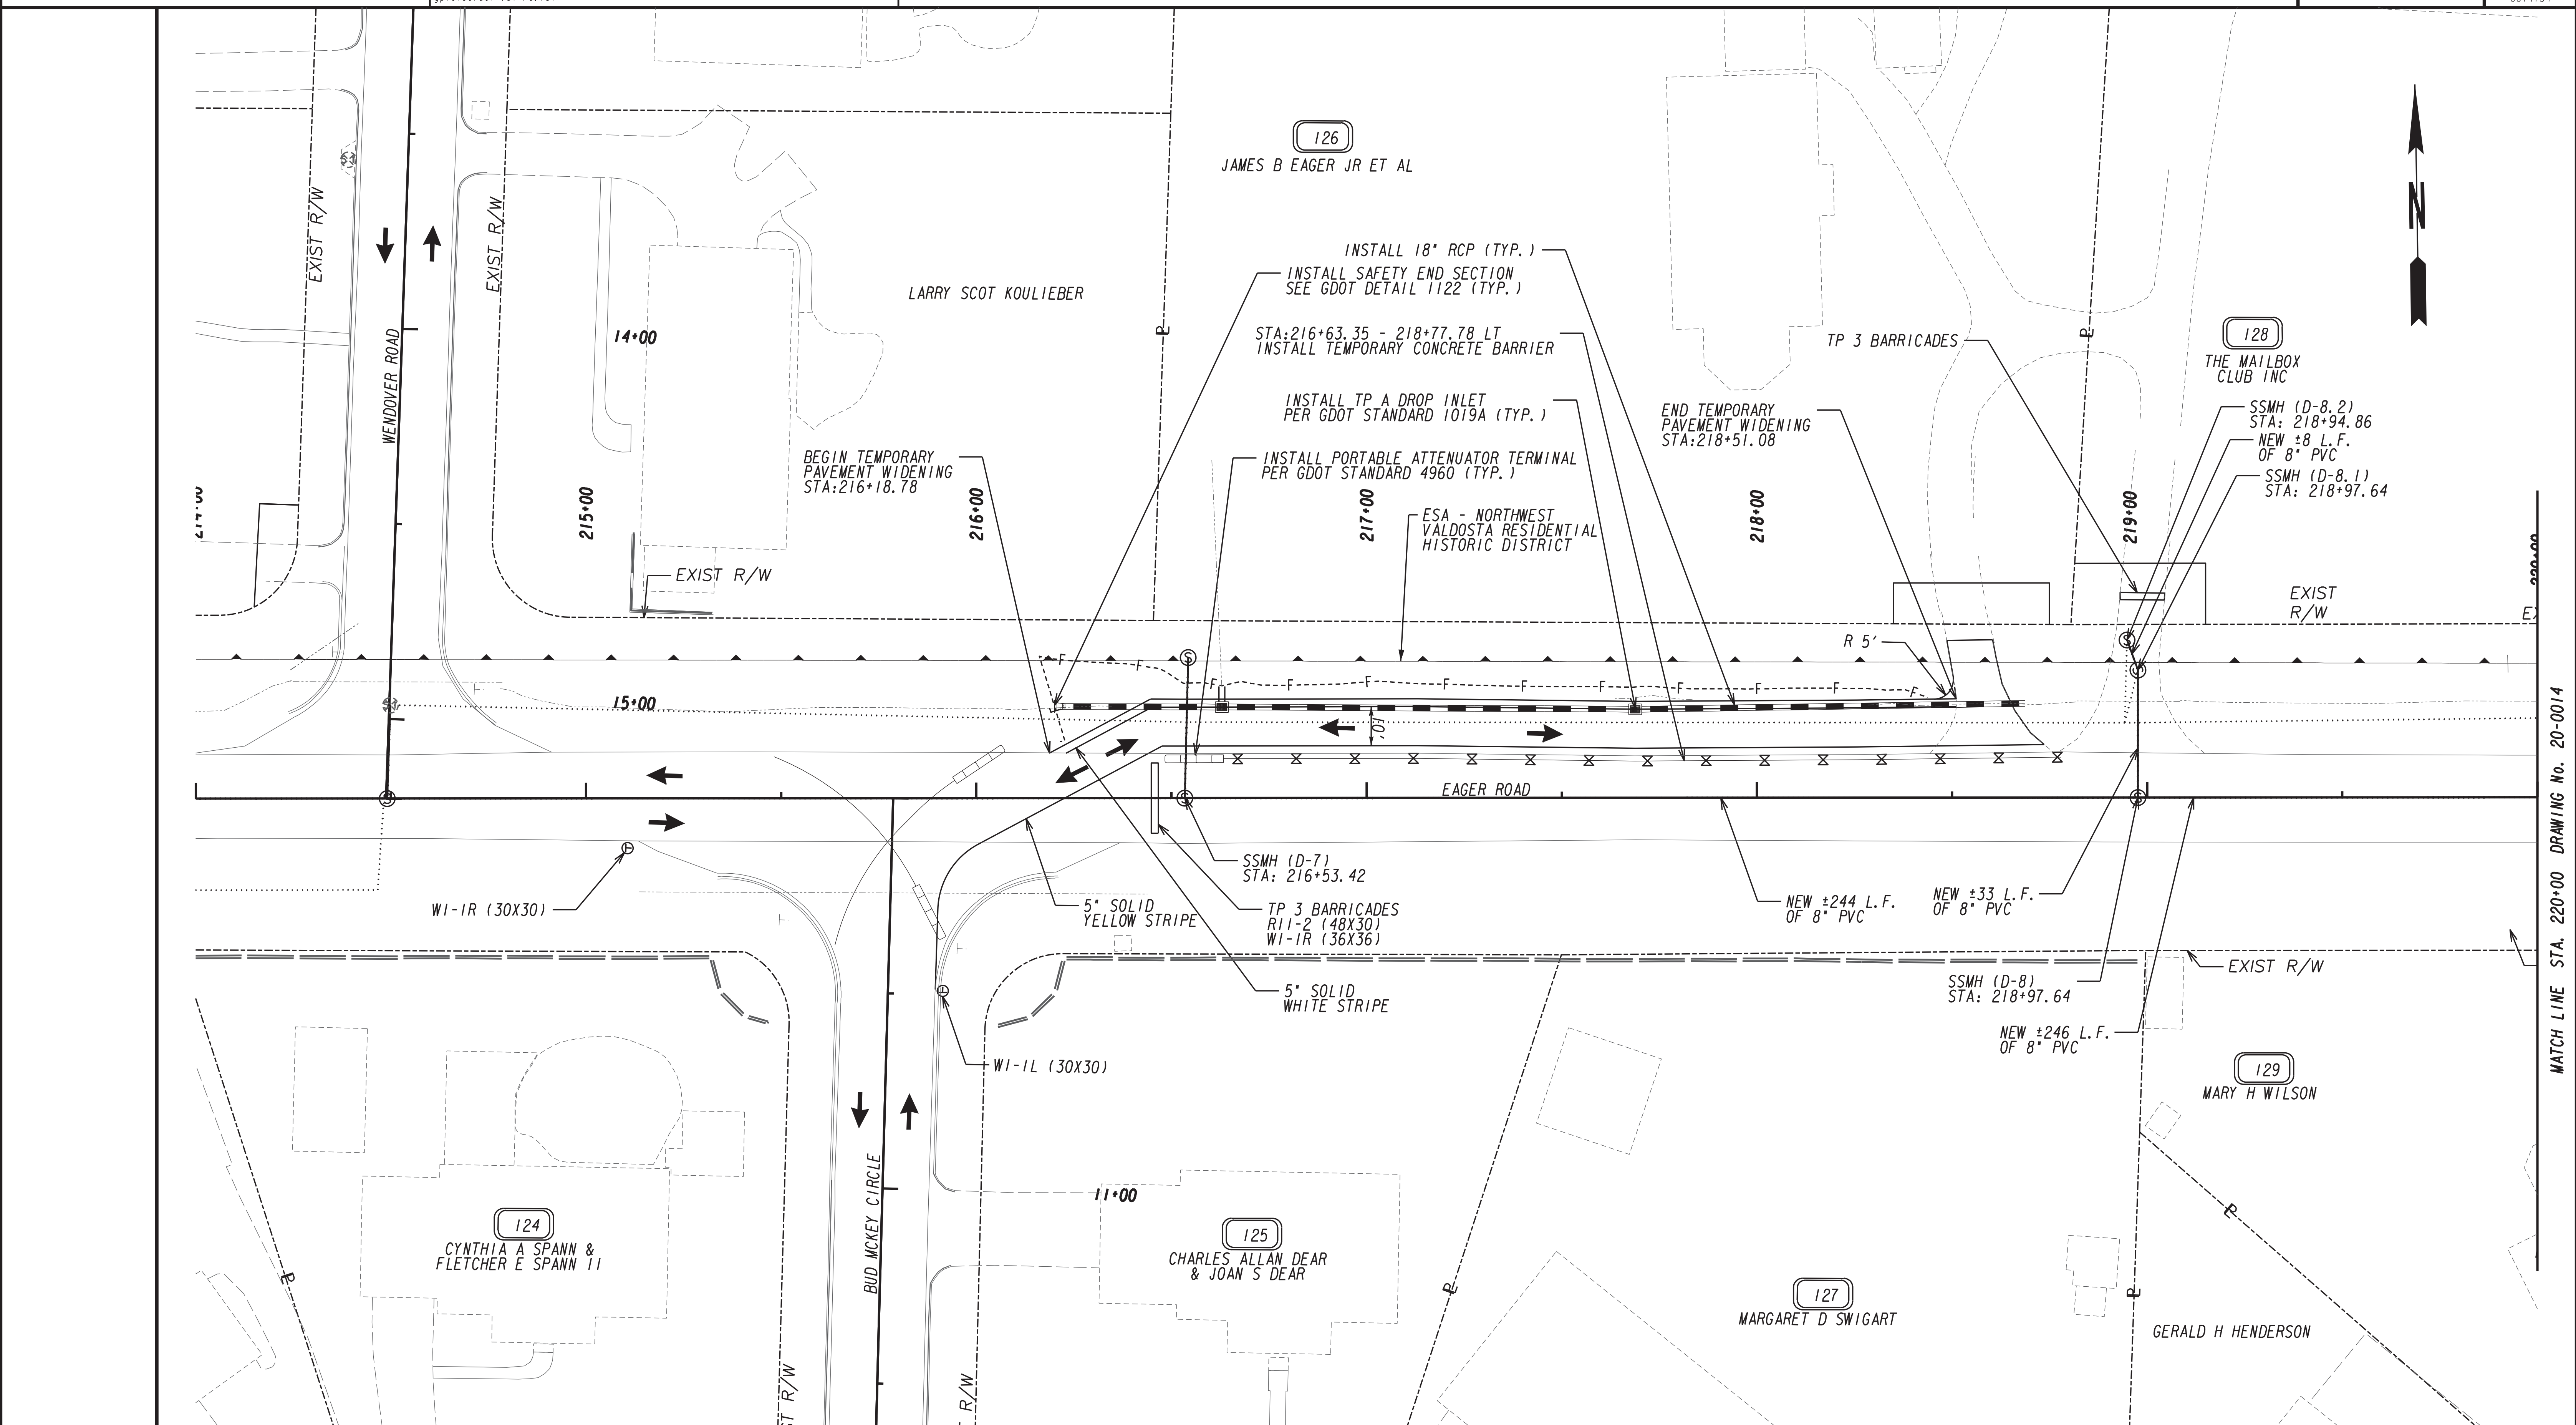 126
JAMES B EAGER JR ET AL
EXIST R/W
EXIST R/W
N
LARRY SCOT KOULIEBER
INSTALL 18" RCP (TYP.)
INSTALL SAFETY END SECTION
SEE GDOT DETAIL 1122 (TYP.)
STA:216+63.35 - 218+77.78 LT
INSTALL TEMPORARY CONCRETE BARRIER
INSTALL TP A DROP INLET
PER GDOT STANDARD 1019A (TYP.)
INSTALL PORTABLE ATTENUATOR TERMINAL
PER GDOT STANDARD 4960 (TYP.)
ESA - NORTHWEST
VALDOSTA RESIDENTIAL
HISTORIC DISTRICT
14+00
WENDOVER ROAD
BEGIN TEMPORARY
PAVEMENT WIDENING
STA:216+18.78
END TEMPORARY
PAVEMENT WIDENING
STA:218+51.08
TP 3 BARRICADES
128
THE MAILBOX
CLUB INC
SSMH (D-8.2)
STA: 218+94.86
NEW ±8 L.F.
OF 8" PVC
SSMH (D-8.1)
STA: 218+97.64
215+00
216+00
217+00
218+00
219+00
EXIST R/W
EXIST
R/W
R 5'
15+00
10'
EAGER ROAD
W1-1R (30X30)
5" SOLID
YELLOW STRIPE
SSMH (D-7)
STA: 216+53.42
TP 3 BARRICADES
R11-2 (48X30)
W1-1R (36X36)
5" SOLID
WHITE STRIPE
NEW ±244 L.F.
OF 8" PVC
NEW ±33 L.F.
OF 8" PVC
SSMH (D-8)
STA: 218+97.64
NEW ±246 L.F.
OF 8" PVC
EXIST R/W
W1-1L (30X30)
MATCH LINE STA. 220+00 DRAWING No. 20-0014
129
MARY H WILSON
BUD MCKEY CIRCLE
11+00
124
CYNTHIA A SPANN &
FLETCHER E SPANN II
125
CHARLES ALLAN DEAR
& JOAN S DEAR
127
MARGARET D SWIGART
GERALD H HENDERSON
R/W
R/W